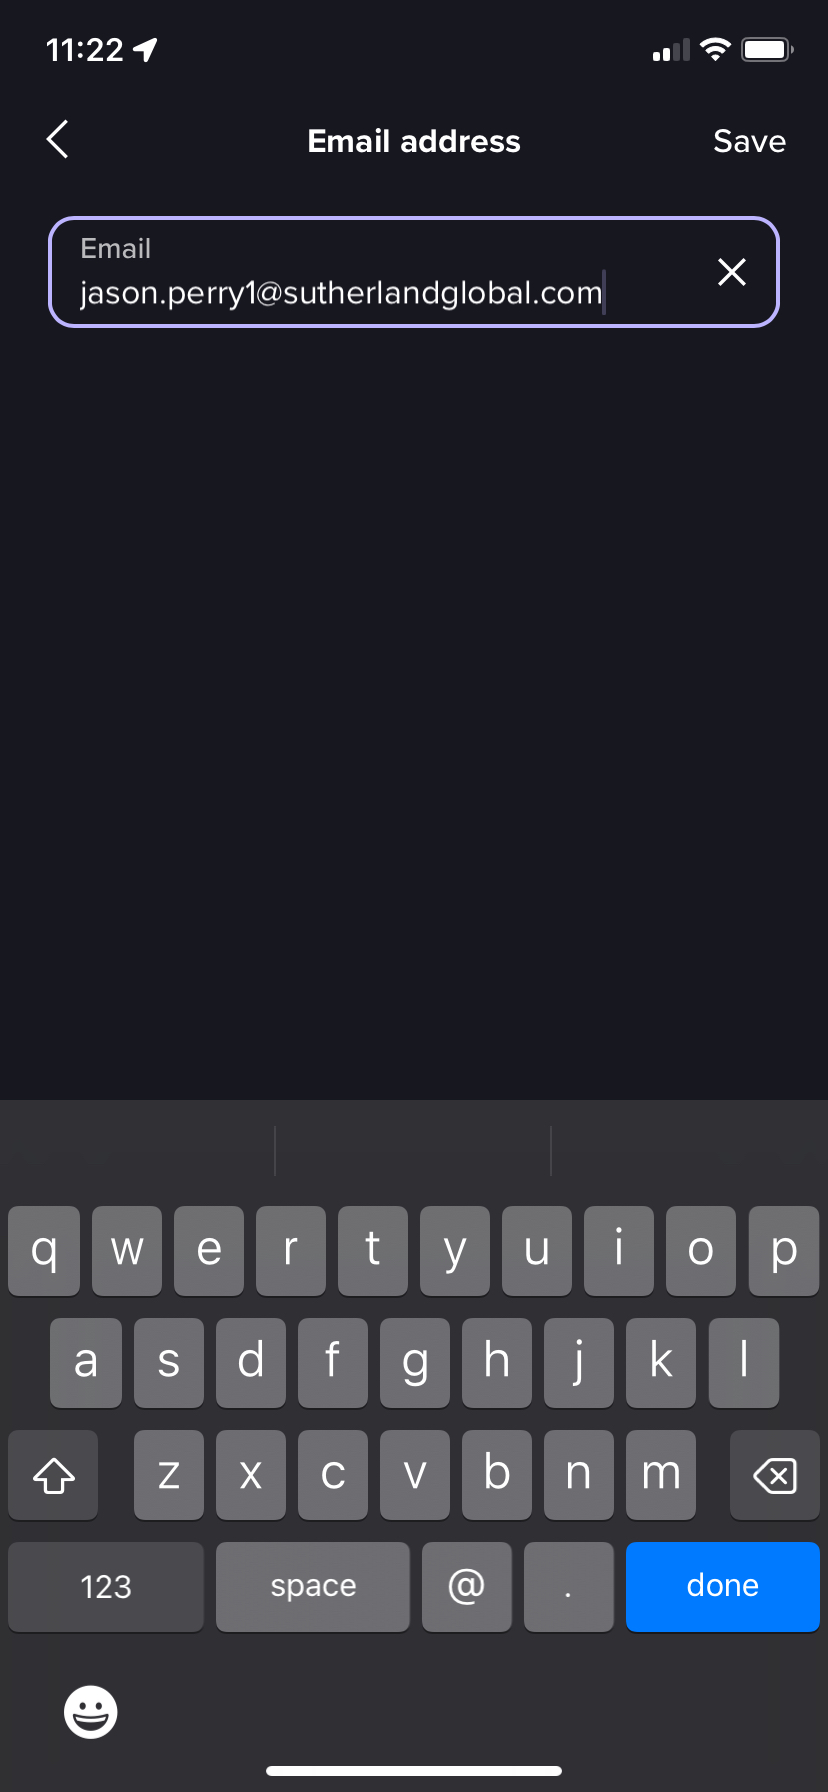 11:22
Email address Save
Email
jason.perry1@sutherlandglobal.com
q w e r t y u i o p
a s d f g h j k l
z x c v b n m
123 space @ . done